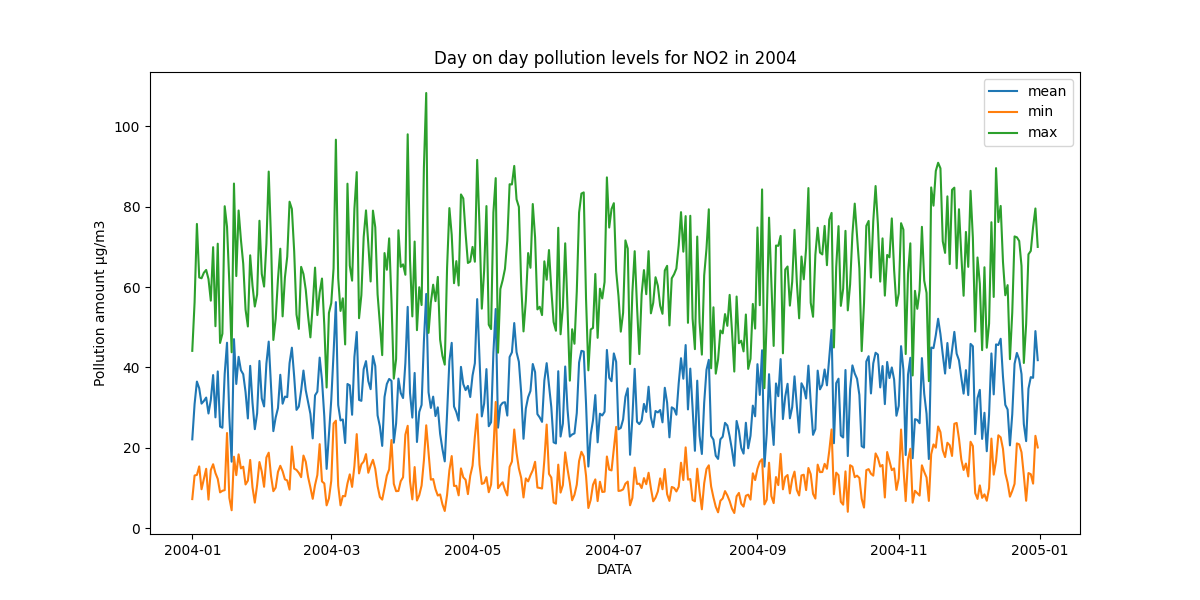 Day on day pollution levels for NO2 in 2004
mean
min
max
Pollution amount µg/m3
100
80
60
40
20
0
2004-01
2004-03
2004-05
2004-07
2004-09
2004-11
2005-01
DATA